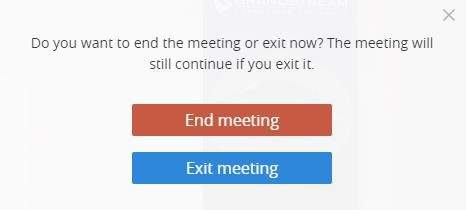 GRANDSTREAM
Do you want to end the meeting or exit now? The meeting will
still continue if you exit it.
End meeting
Exit meeting